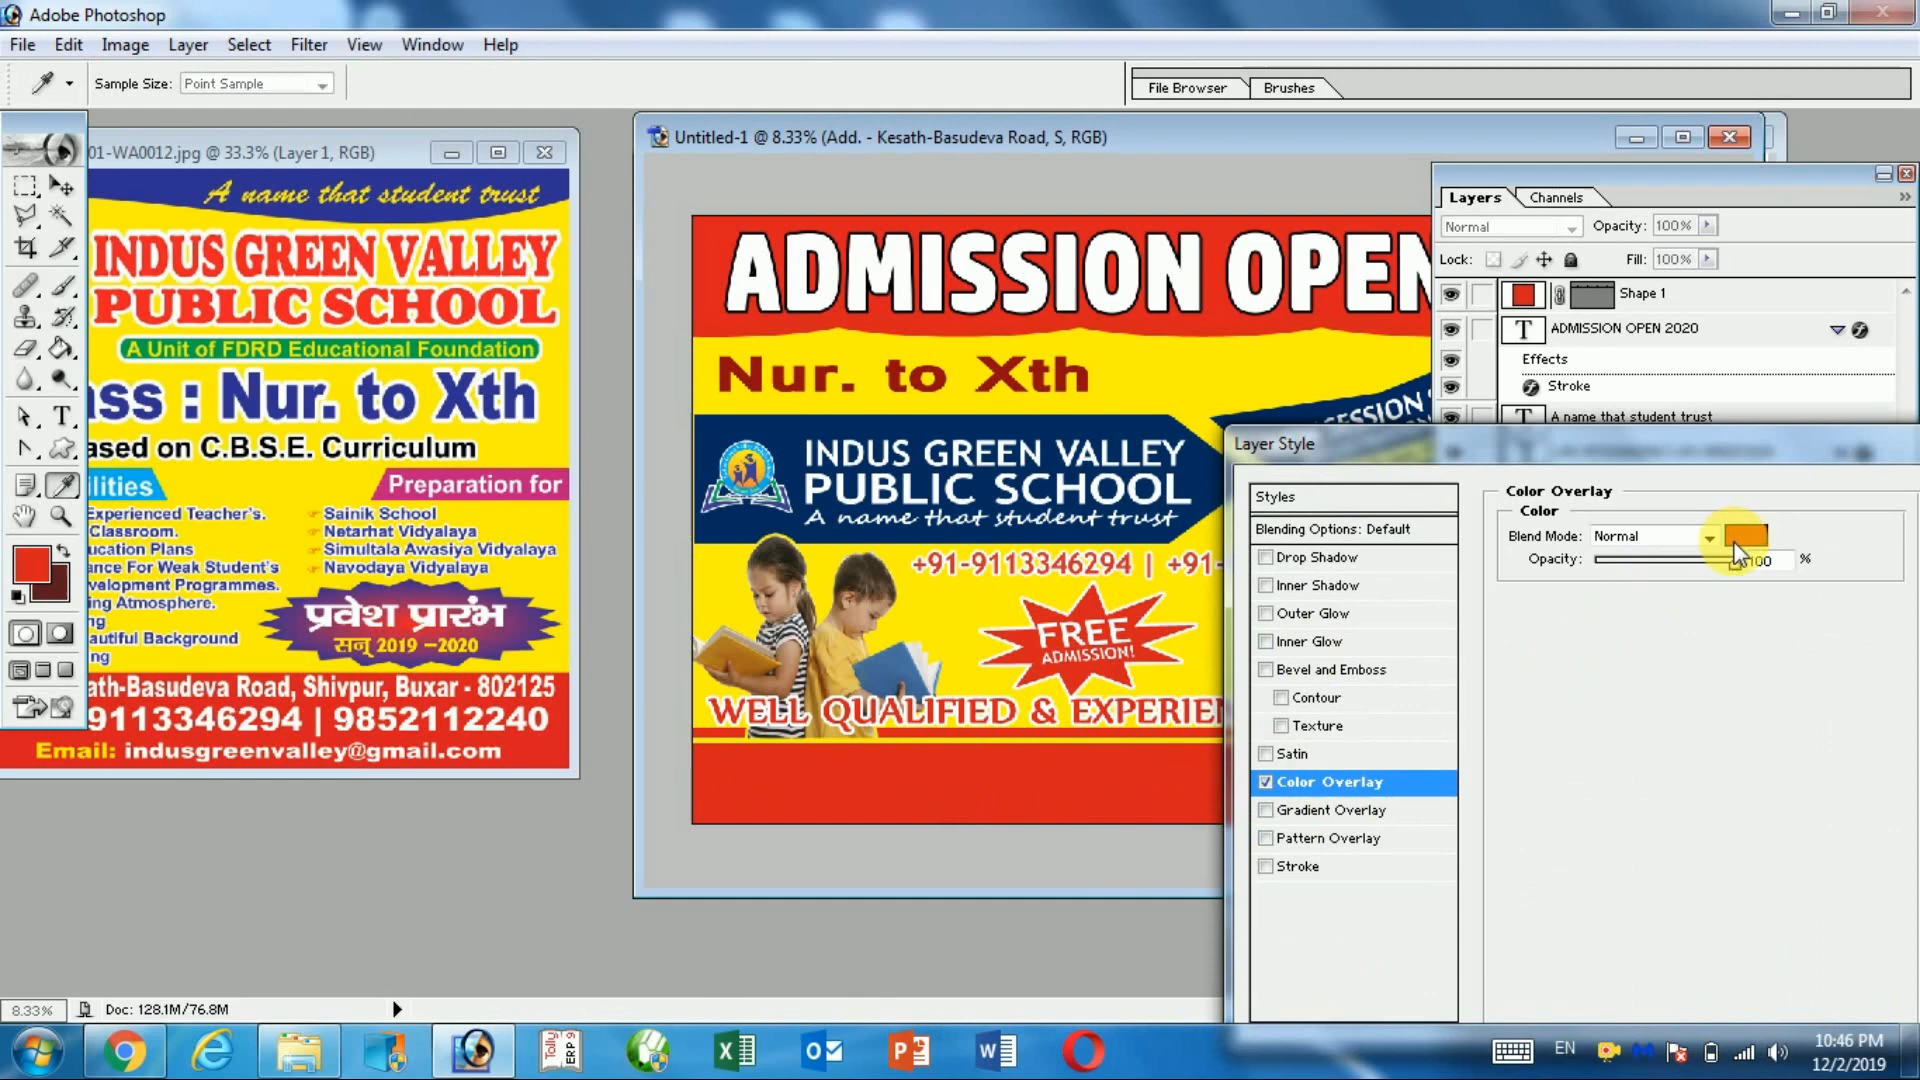 Adobe Photoshop
File Edit Image Layer Select Filter View Window Help
Sample Size: Point Sample
File Browser Brushes
01-WA0012.jpg @ 33.3% (Layer 1, RGB)
A name that student trust
INDUS GREEN VALLEY
PUBLIC SCHOOL
A Unit of FDRD Educational Foundation
ass : Nur. to Xth
ased on C.B.S.E. Curriculum
ilities
Preparation for
Experienced Teacher's.
Classroom.
ucation Plans
ance For Weak Student's
velopment Programmes.
ing Atmosphere.
ng
autiful Background
ng
Sainik School
Netarhat Vidyalaya
Simultala Awasiya Vidyalaya
Navodaya Vidyalaya
प्रवेश प्रारंभ
सन् 2019 –2020
ath-Basudeva Road, Shivpur, Buxar - 802125
9113346294 | 9852112240
Email: indusgreenvalley@gmail.com
Untitled-1 @ 8.33% (Add. - Kesath-Basudeva Road, S, RGB)
ADMISSION OPEN
Nur. to Xth
SESSION
INDUS GREEN VALLEY
PUBLIC SCHOOL
A name that student trust
+91-9113346294 | +91-
FREE
ADMISSION!
WELL QUALIFIED & EXPERIEN
Layers Channels
Normal Opacity: 100%
Lock: Fill: 100%
Shape 1
T ADMISSION OPEN 2020
Effects
Stroke
T A name that student trust
Layer Style
Styles
Blending Options: Default
Drop Shadow
Inner Shadow
Outer Glow
Inner Glow
Bevel and Emboss
Contour
Texture
Satin
Color Overlay
Gradient Overlay
Pattern Overlay
Stroke
Color Overlay
Color
Blend Mode: Normal
Opacity: 100 %
8.33% Doc: 128.1M/76.8M
Tally
ERP 9
EN
10:46 PM
12/2/2019